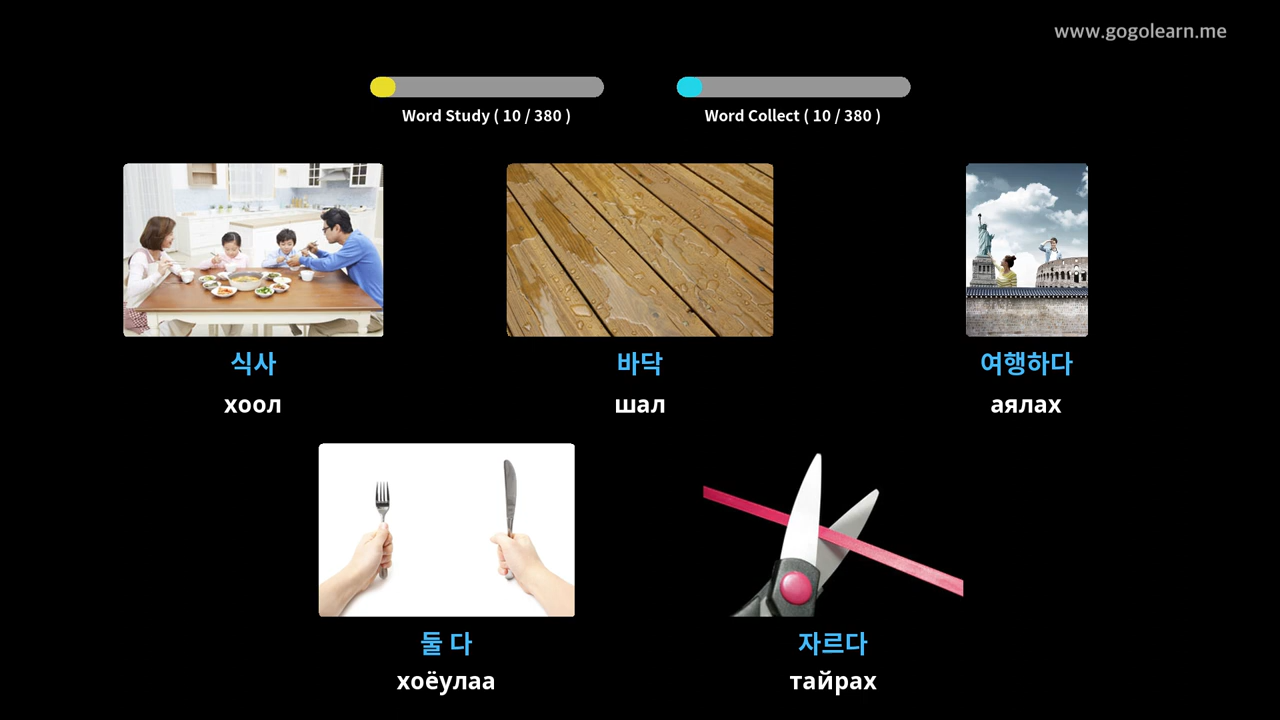 www.gogolearn.me
Word Study ( 10 / 380 )
Word Collect ( 10 / 380 )
식사
바닥
여행하다
хоол
шал
аялах
둘 다
자르다
хоёулаа
тайрах